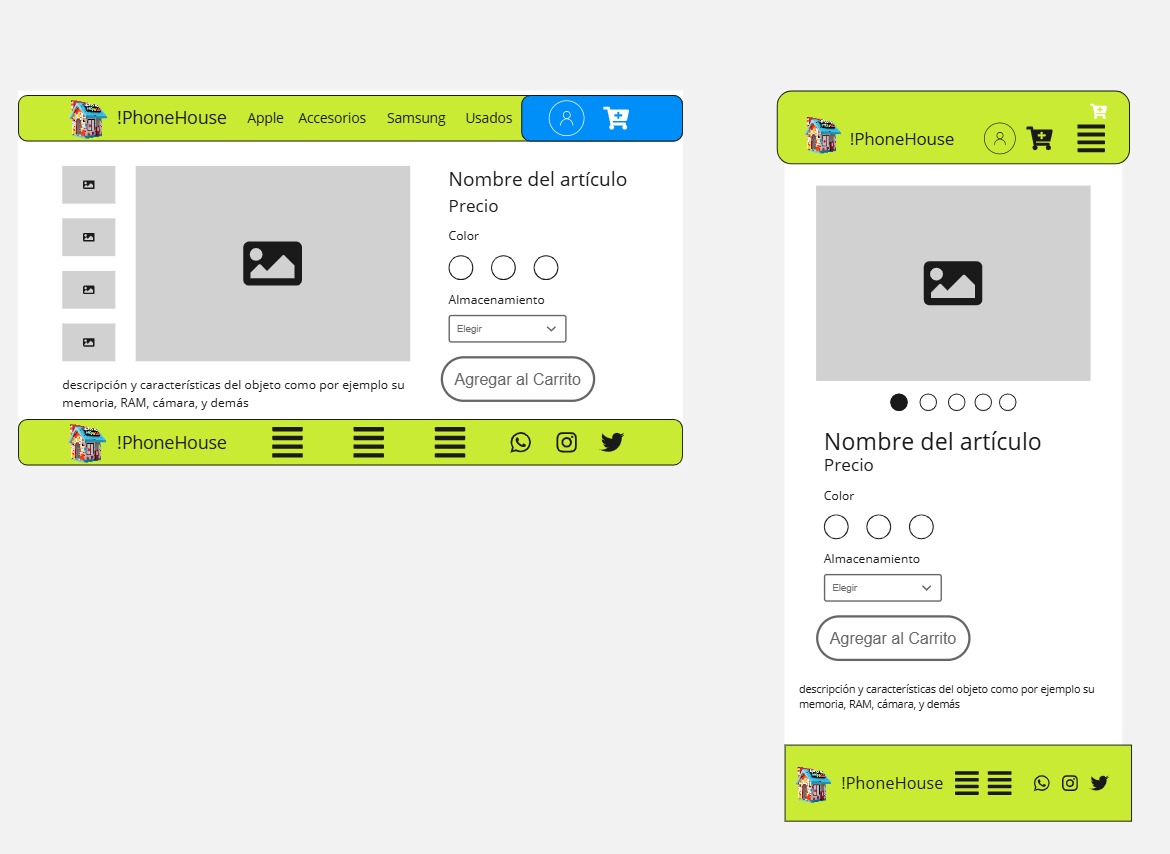 !PhoneHouse Apple Accesorios Samsung Usados
Nombre del artículo
Precio
Color
Almacenamiento
Elegir
Agregar al Carrito
descripción y características del objeto como por ejemplo su
memoria, RAM, cámara, y demás
!PhoneHouse
!PhoneHouse
Nombre del artículo
Precio
Color
Almacenamiento
Elegir
Agregar al Carrito
descripción y características del objeto como por ejemplo su
memoria, RAM, cámara, y demás
!PhoneHouse